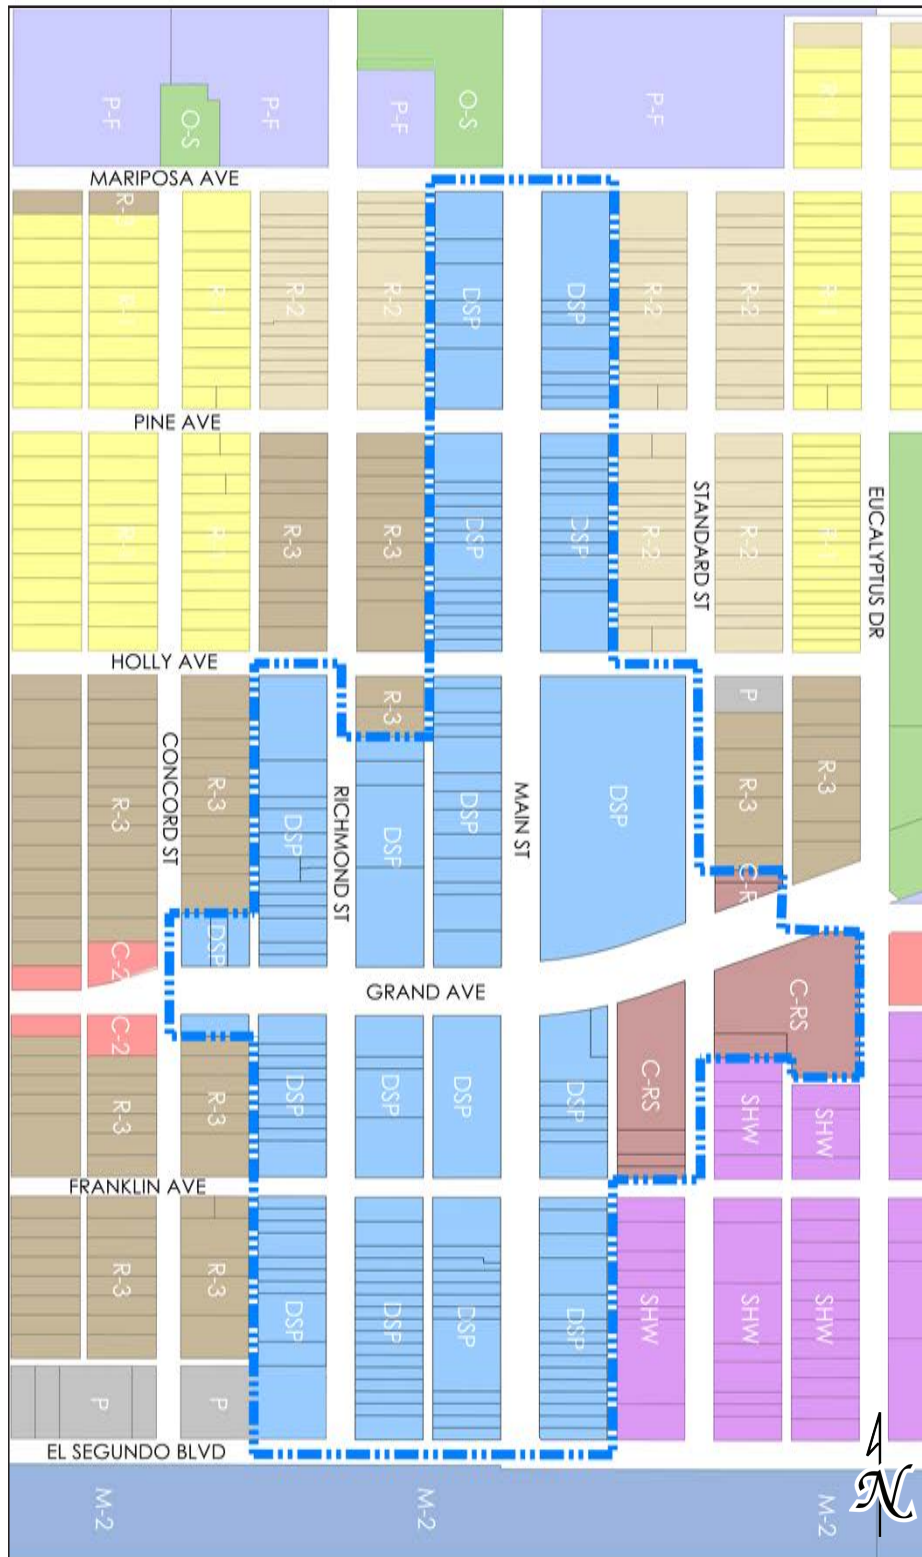 P-F
O-S
P-F
P-F
O-S
P-F
R-1
MARIPOSA AVE
R-3
R-1
R-1
R-2
R-2
DSP
DSP
R-2
R-2
R-1
PINE AVE
R-1
R-1
R-3
R-3
DSP
DSP
R-2
STANDARD ST
R-2
R-1
EUCALYPTUS DR
HOLLY AVE
R-3
P
R-3
CONCORD ST
R-3
DSP
RICHMOND ST
DSP
DSP
MAIN ST
DSP
R-3
R-3
C-R
C-2
DSP
GRAND AVE
C-RS
C-2
R-3
R-3
DSP
DSP
DSP
DSP
C-RS
SHW
SHW
FRANKLIN AVE
R-3
R-3
DSP
DSP
DSP
DSP
SHW
SHW
SHW
P
P
EL SEGUNDO BLVD
M-2
M-2
M-2
N